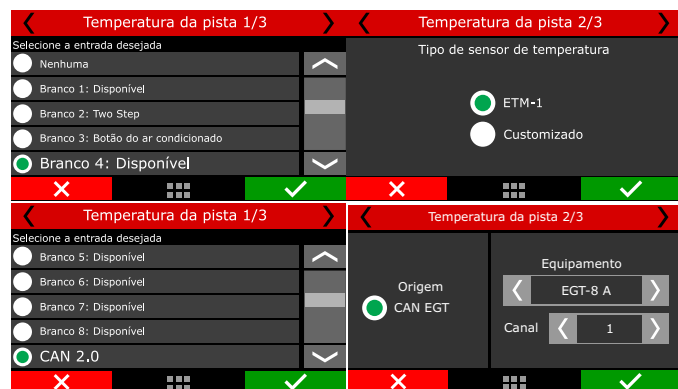 Temperatura da pista 1/3
Selecione a entrada desejada
Nenhuma
Branco 1: Disponível
Branco 2: Two Step
Branco 3: Botão do ar condicionado
Branco 4: Disponível
Temperatura da pista 2/3
Tipo de sensor de temperatura
ETM-1
Customizado
Temperatura da pista 1/3
Selecione a entrada desejada
Branco 5: Disponível
Branco 6: Disponível
Branco 7: Disponível
Branco 8: Disponível
CAN 2.0
Temperatura da pista 2/3
Origem
CAN EGT
Equipamento
EGT-8 A
Canal 1